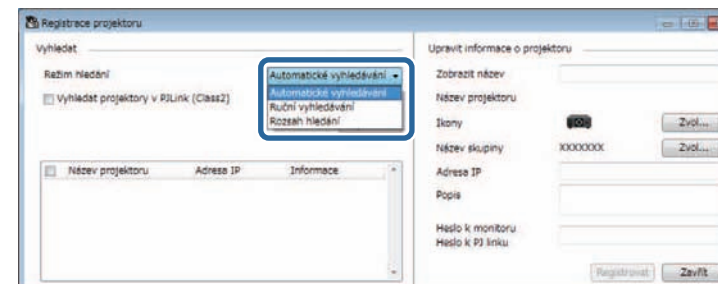 Registrace projektoru
Vyhledat
Režim hledání
Automatické vyhledávání
Automatické vyhledávání
Ruční vyhledávání
Rozsah hledání
Vyhledat projektory v PJLink (Class2)
Název projektoru Adresa IP Informace
Upravit informace o projektoru
Zobrazit název
Název projektoru
Ikony Zvol...
Název skupiny XXXXXXX Zvol...
Adresa IP
Popis
Heslo k monitoru
Heslo k PJ linku
Registrovat Zavřít